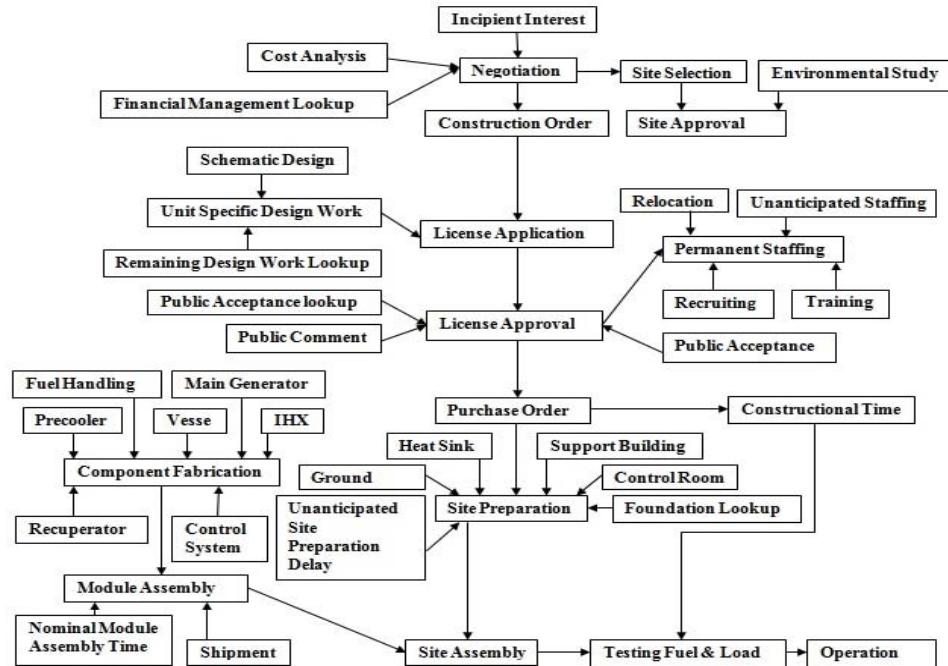 Incipient Interest
Cost Analysis
Negotiation
Site Selection
Environmental Study
Financial Management Lookup
Construction Order
Site Approval
Schematic Design
Unit Specific Design Work
Relocation
Unanticipated Staffing
License Application
Permanent Staffing
Remaining Design Work Lookup
Public Acceptance lookup
Recruiting
Training
License Approval
Public Comment
Public Acceptance
Fuel Handling
Main Generator
Purchase Order
Constructional Time
Precooler
Vesse
IHX
Heat Sink
Support Building
Component Fabrication
Ground
Control Room
Unanticipated
Site
Preparation
Delay
Site Preparation
Foundation Lookup
Recuperator
Control
System
Module Assembly
Nominal Module
Assembly Time
Shipment
Site Assembly
Testing Fuel & Load
Operation